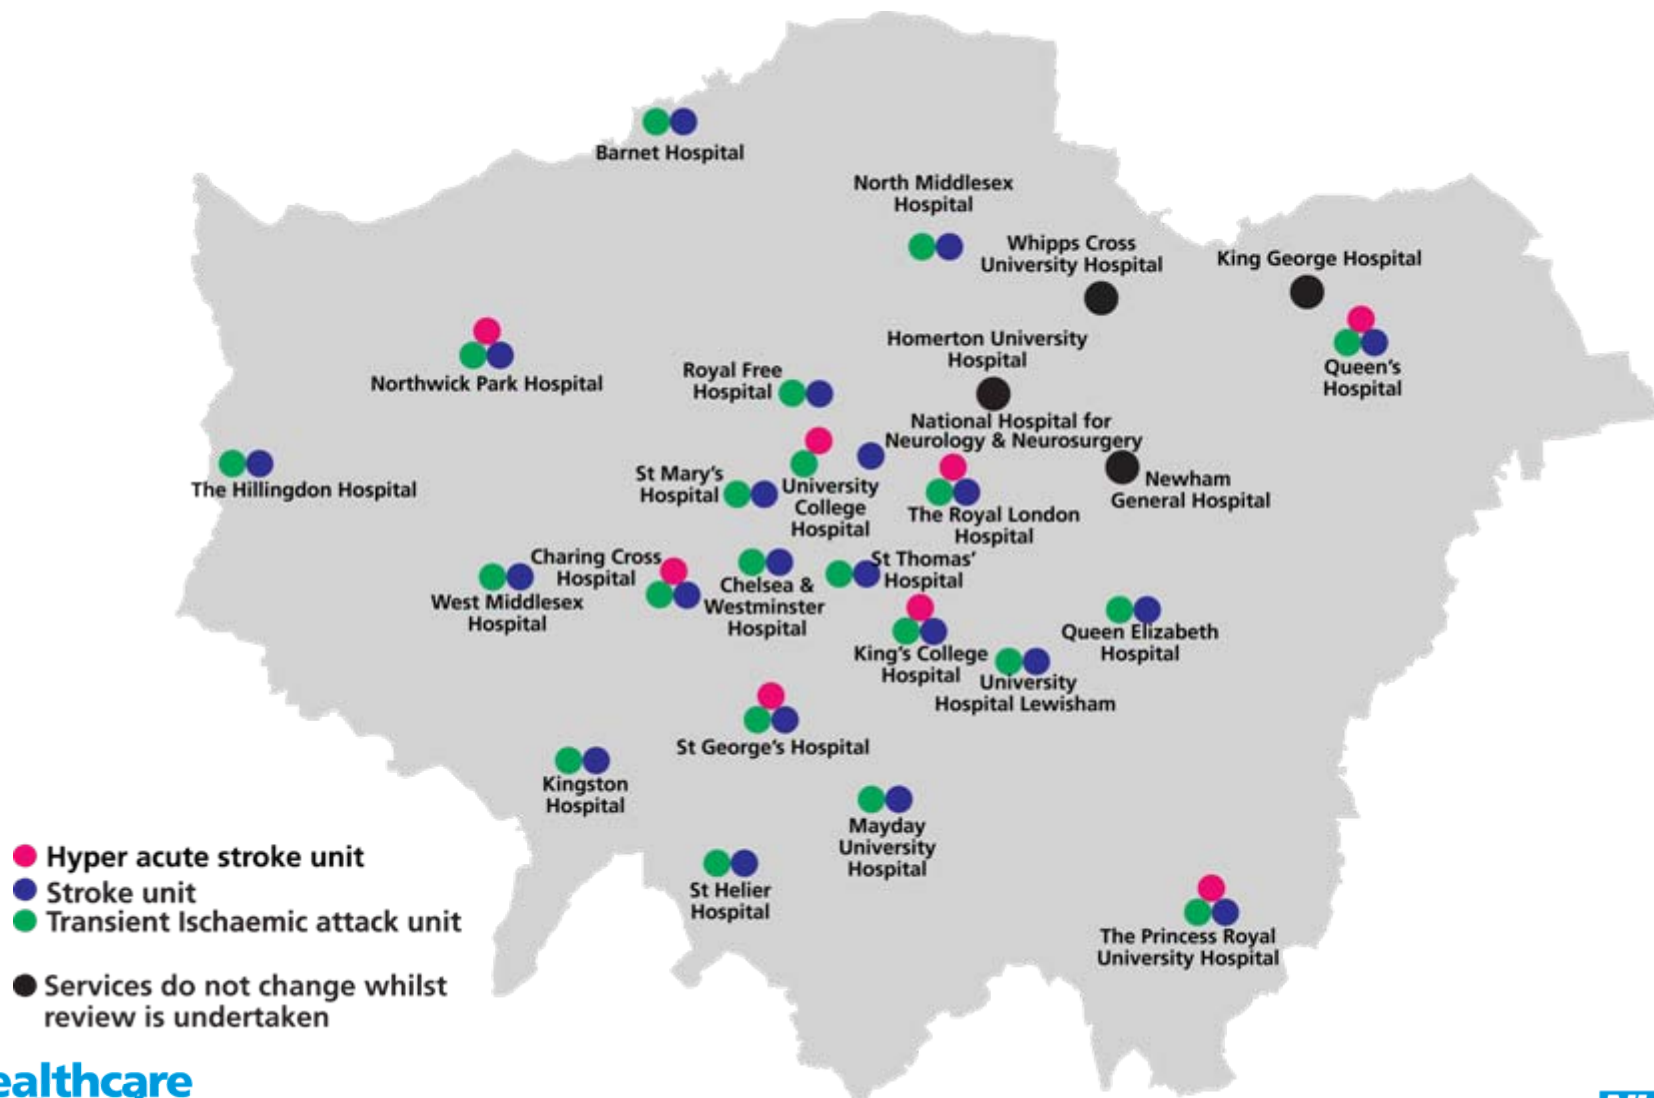 Barnet Hospital
North Middlesex
Hospital
Whipps Cross
University Hospital
King George Hospital
Homerton University
Hospital
Queen's
Hospital
Northwick Park Hospital
Royal Free
Hospital
National Hospital for
Neurology & Neurosurgery
The Hillingdon Hospital
St Mary's
Hospital
University
College
Hospital
Newham
General Hospital
The Royal London
Hospital
Charing Cross
Hospital
St Thomas'
Hospital
Chelsea &
Westminster
Hospital
West Middlesex
Hospital
Queen Elizabeth
Hospital
King's College
Hospital
University
Hospital Lewisham
St George's Hospital
Kingston
Hospital
Mayday
University
Hospital
St Helier
Hospital
The Princess Royal
University Hospital
Hyper acute stroke unit
Stroke unit
Transient Ischaemic attack unit
Services do not change whilst
review is undertaken
ealthcare